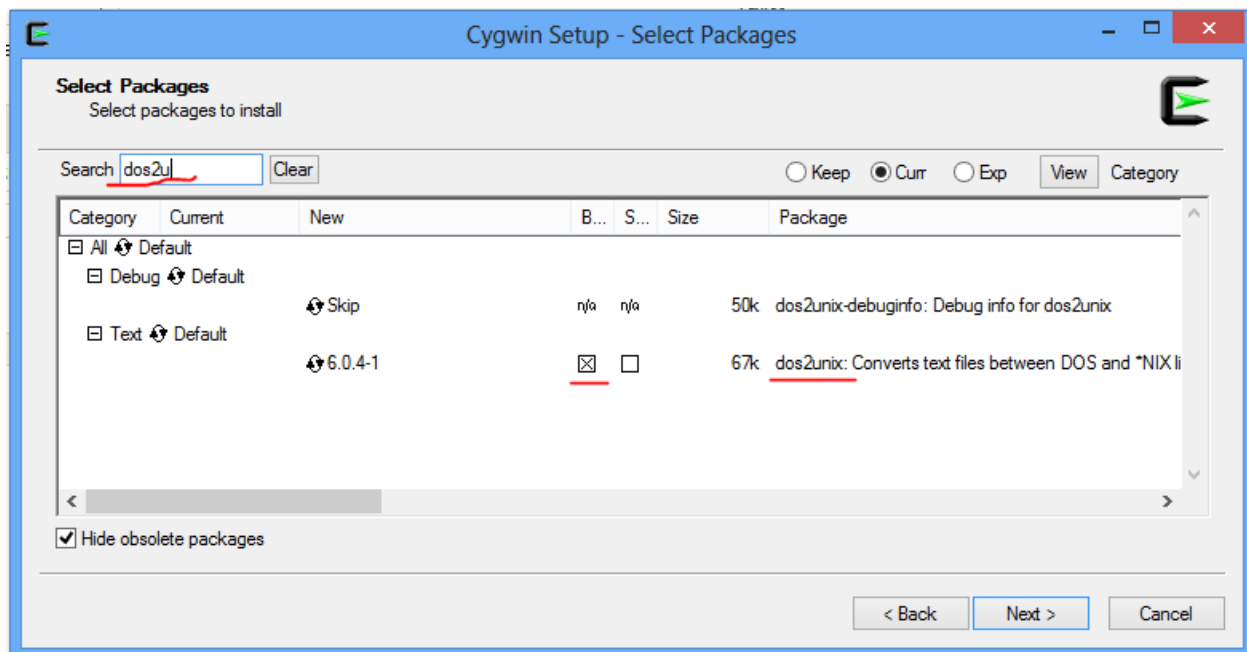 Cygwin Setup - Select Packages
Select Packages
Select packages to install
Search dos2u Clear Keep Curr Exp View Category
Category Current New B... S... Size Package
All Default
Debug Default
Skip n/a n/a 50k dos2unix-debuginfo: Debug info for dos2unix
Text Default
6.0.4-1 67k dos2unix: Converts text files between DOS and *NIX li
Hide obsolete packages
< Back Next > Cancel